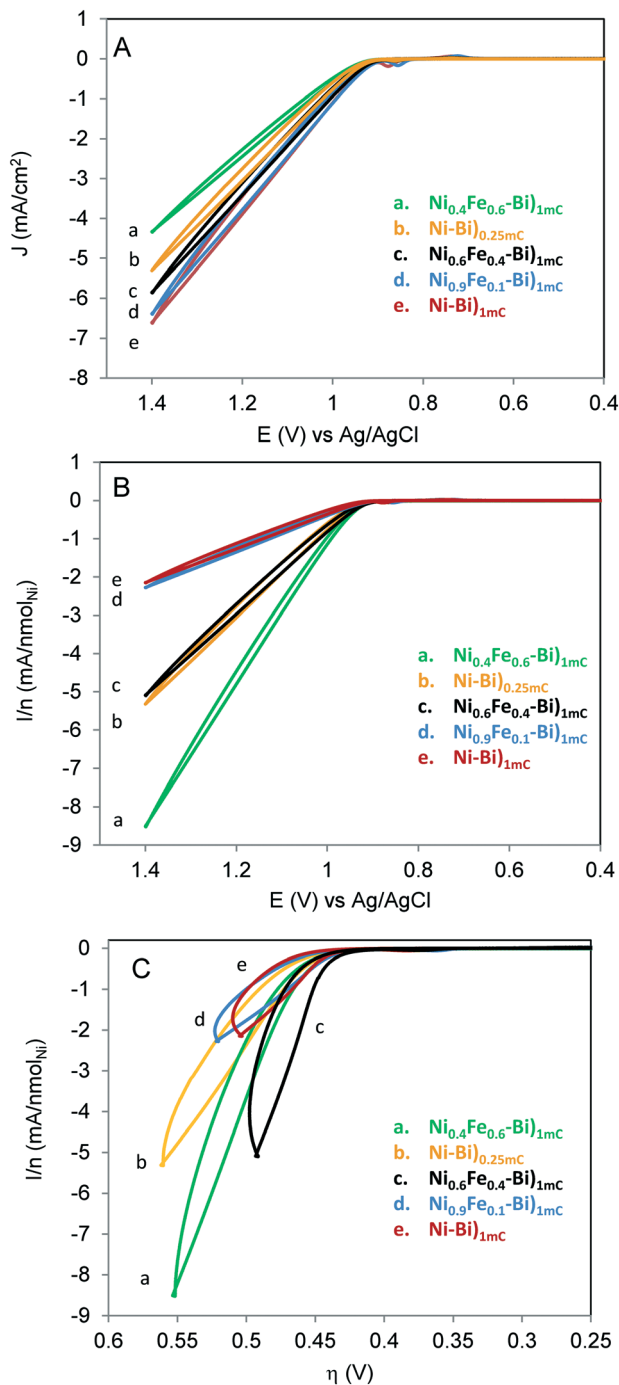 A
1
0
-1
-2
-3
-4
-5
-6
-7
-8
J (mA/cm²)
a
b
c
d
e
a. Ni₀.₄Fe₀.₆-Bi)₁mC
b. Ni-Bi)₀.₂₅mC
c. Ni₀.₆Fe₀.₄-Bi)₁mC
d. Ni₀.₉Fe₀.₁-Bi)₁mC
e. Ni-Bi)₁mC
1.4 1.2 1 0.8 0.6 0.4
E (V) vs Ag/AgCl
B
1
0
-1
-2
-3
-4
-5
-6
-7
-8
-9
I/n (mA/nmolNi)
e
d
c
b
a
a. Ni₀.₄Fe₀.₆-Bi)₁mC
b. Ni-Bi)₀.₂₅mC
c. Ni₀.₆Fe₀.₄-Bi)₁mC
d. Ni₀.₉Fe₀.₁-Bi)₁mC
e. Ni-Bi)₁mC
1.4 1.2 1 0.8 0.6 0.4
E (V) vs Ag/AgCl
C
0
-1
-2
-3
-4
-5
-6
-7
-8
-9
I/n (mA/nmolNi)
e
d
c
b
a
a. Ni₀.₄Fe₀.₆-Bi)₁mC
b. Ni-Bi)₀.₂₅mC
c. Ni₀.₆Fe₀.₄-Bi)₁mC
d. Ni₀.₉Fe₀.₁-Bi)₁mC
e. Ni-Bi)₁mC
0.6 0.55 0.5 0.45 0.4 0.35 0.3 0.25
η (V)